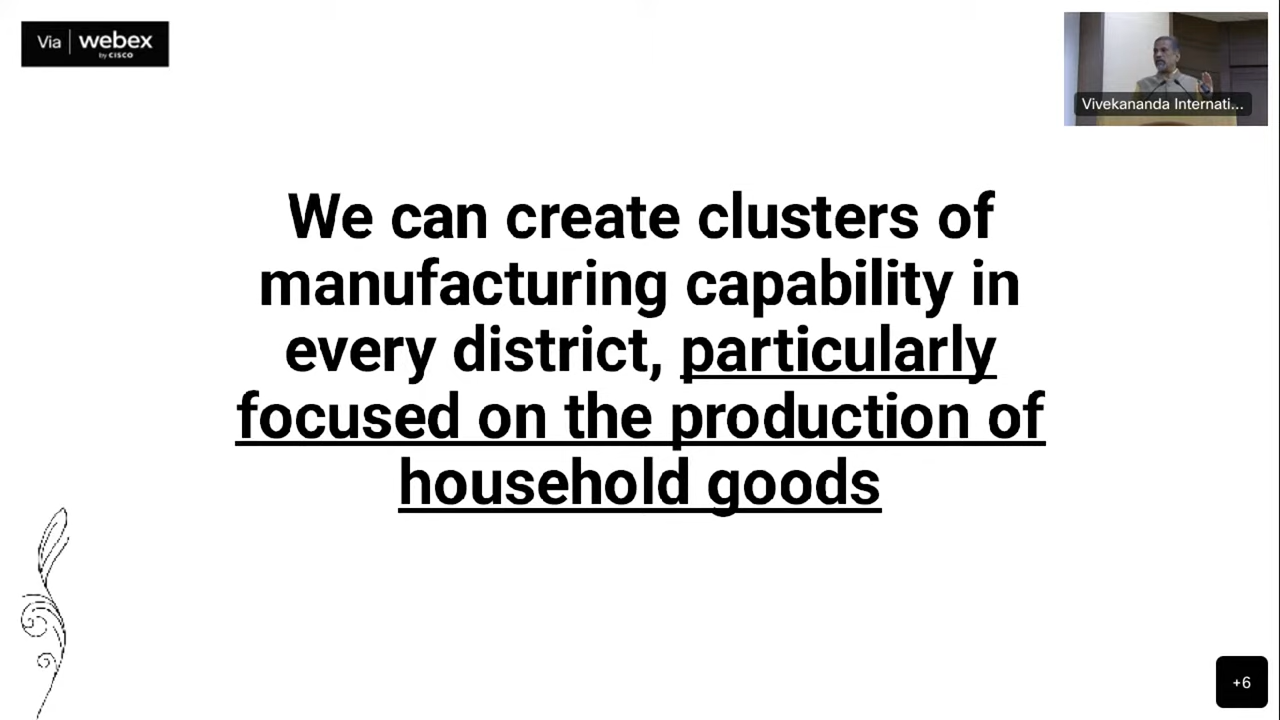 Via webex
by CISCO
Vivekananda Internati...
We can create clusters of
manufacturing capability in
every district, particularly
focused on the production of
household goods
+6